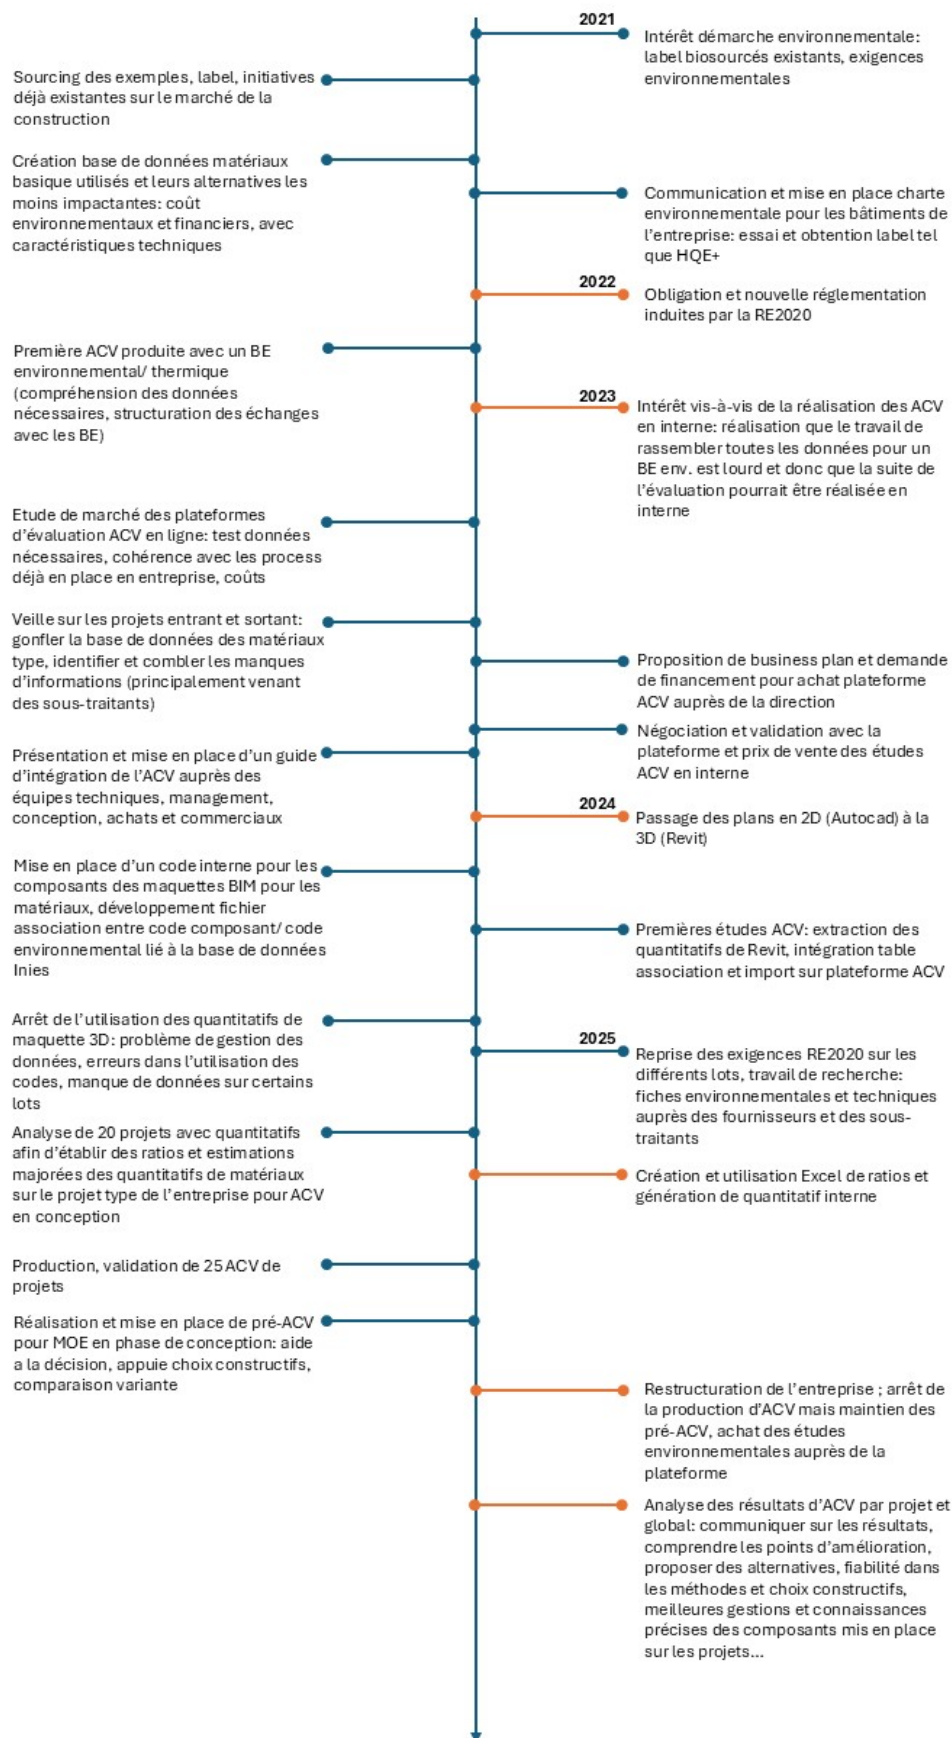 2021
Intérêt démarche environnementale:
label biosourcés existants, exigences
environnementales
Sourcing des exemples, label, initiatives
déjà existantes sur le marché de la
construction
Création base de données matériaux
basique utilisés et leurs alternatives les
moins impactantes: coût
environnementaux et financiers, avec
caractéristiques techniques
Communication et mise en place charte
environnementale pour les bâtiments de
l'entreprise: essai et obtention label tel
que HQE+
2022
Obligation et nouvelle réglementation
induites par la RE2020
Première ACV produite avec un BE
environmental/ thermique
(compréhension des données
nécessaires, structuration des échanges
avec les BE)
2023
Intérêt vis-à-vis de la réalisation des ACV
en interne: réalisation que le travail de
rassembler toutes les données pour un
BE env. est lourd et donc que la suite de
l'évaluation pourrait être réalisée en
interne
Etude de marché des plateformes
d'évaluation ACV en ligne: test données
nécessaires, cohérence avec les process
déjà en place en entreprise, coûts
Veille sur les projets entrant et sortant:
gonfler la base de données des matériaux
type, identifier et combler les manques
d'informations (principalement venant
des sous-traitants)
Proposition de business plan et demande
de financement pour achat plateforme
ACV auprès de la direction
Négociation et validation avec la
plateforme et prix de vente des études
ACV en interne
Présentation et mise en place d'un guide
d'intégration de l'ACV auprès des
équipes techniques, management,
conception, achats et commerciaux
2024
Passage des plans en 2D (Autocad) à la
3D (Revit)
Mise en place d'un code interne pour les
composants des maquettes BIM pour les
matériaux, développement fichier
association entre code composant/ code
environmental lié à la base de données
Inies
Premières études ACV: extraction des
quantitatifs de Revit, intégration table
association et import sur plateforme ACV
Arrêt de l'utilisation des quantitatifs de
maquette 3D: problème de gestion des
données, erreurs dans l'utilisation des
codes, manque de données sur certains
lots
2025
Reprise des exigences RE2020 sur les
différents lots, travail de recherche:
fiches environmentales et techniques
auprès des fournisseurs et des sous-
traitants
Analyse de 20 projets avec quantitatifs
afin d'établir des ratios et estimations
majorées des quantitatifs de matériaux
sur le projet type de l'entreprise pour ACV
en conception
Création et utilisation Excel de ratios et
génération de quantitatif interne
Production, validation de 25 ACV de
projets
Réalisation et mise en place de pré-ACV
pour MOE en phase de conception: aide
a la décision, appuie choix constructifs,
comparaison variante
Restructuration de l'entreprise ; arrêt de
la production d'ACV mais maintien des
pré-ACV, achat des études
environnementales auprès de la
plateforme
Analyse des résultats d'ACV par projet et
global: communiquer sur les résultats,
comprendre les points d'amélioration,
proposer des alternatives, fiabilité dans
les méthodes et choix constructifs,
meilleures gestions et connaissances
précises des composants mis en place
sur les projets...